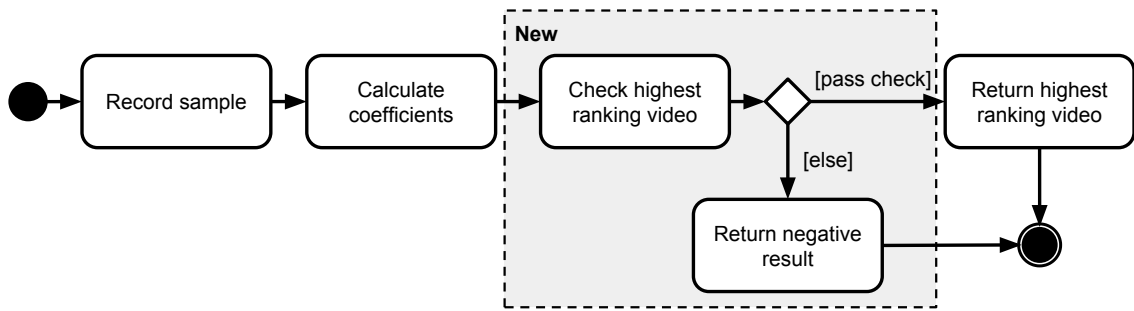 New
Record sample
Calculate
coefficients
Check highest
ranking video
[pass check]
Return highest
ranking video
[else]
Return negative
result